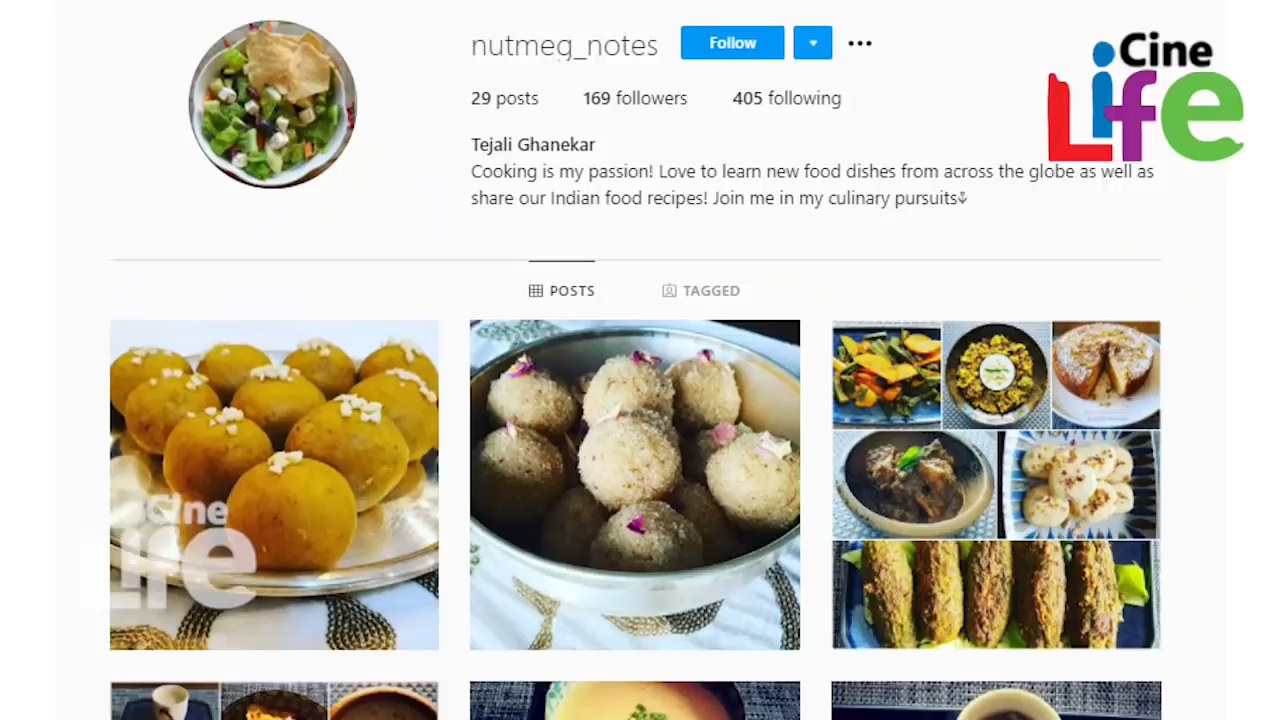 nutmeg_notes Follow
29 posts 169 followers 405 following
Tejali Ghanekar
Cooking is my passion! Love to learn new food dishes from across the globe as well as
share our Indian food recipes! Join me in my culinary pursuits
POSTS TAGGED
Cine
Life
Cine
Life